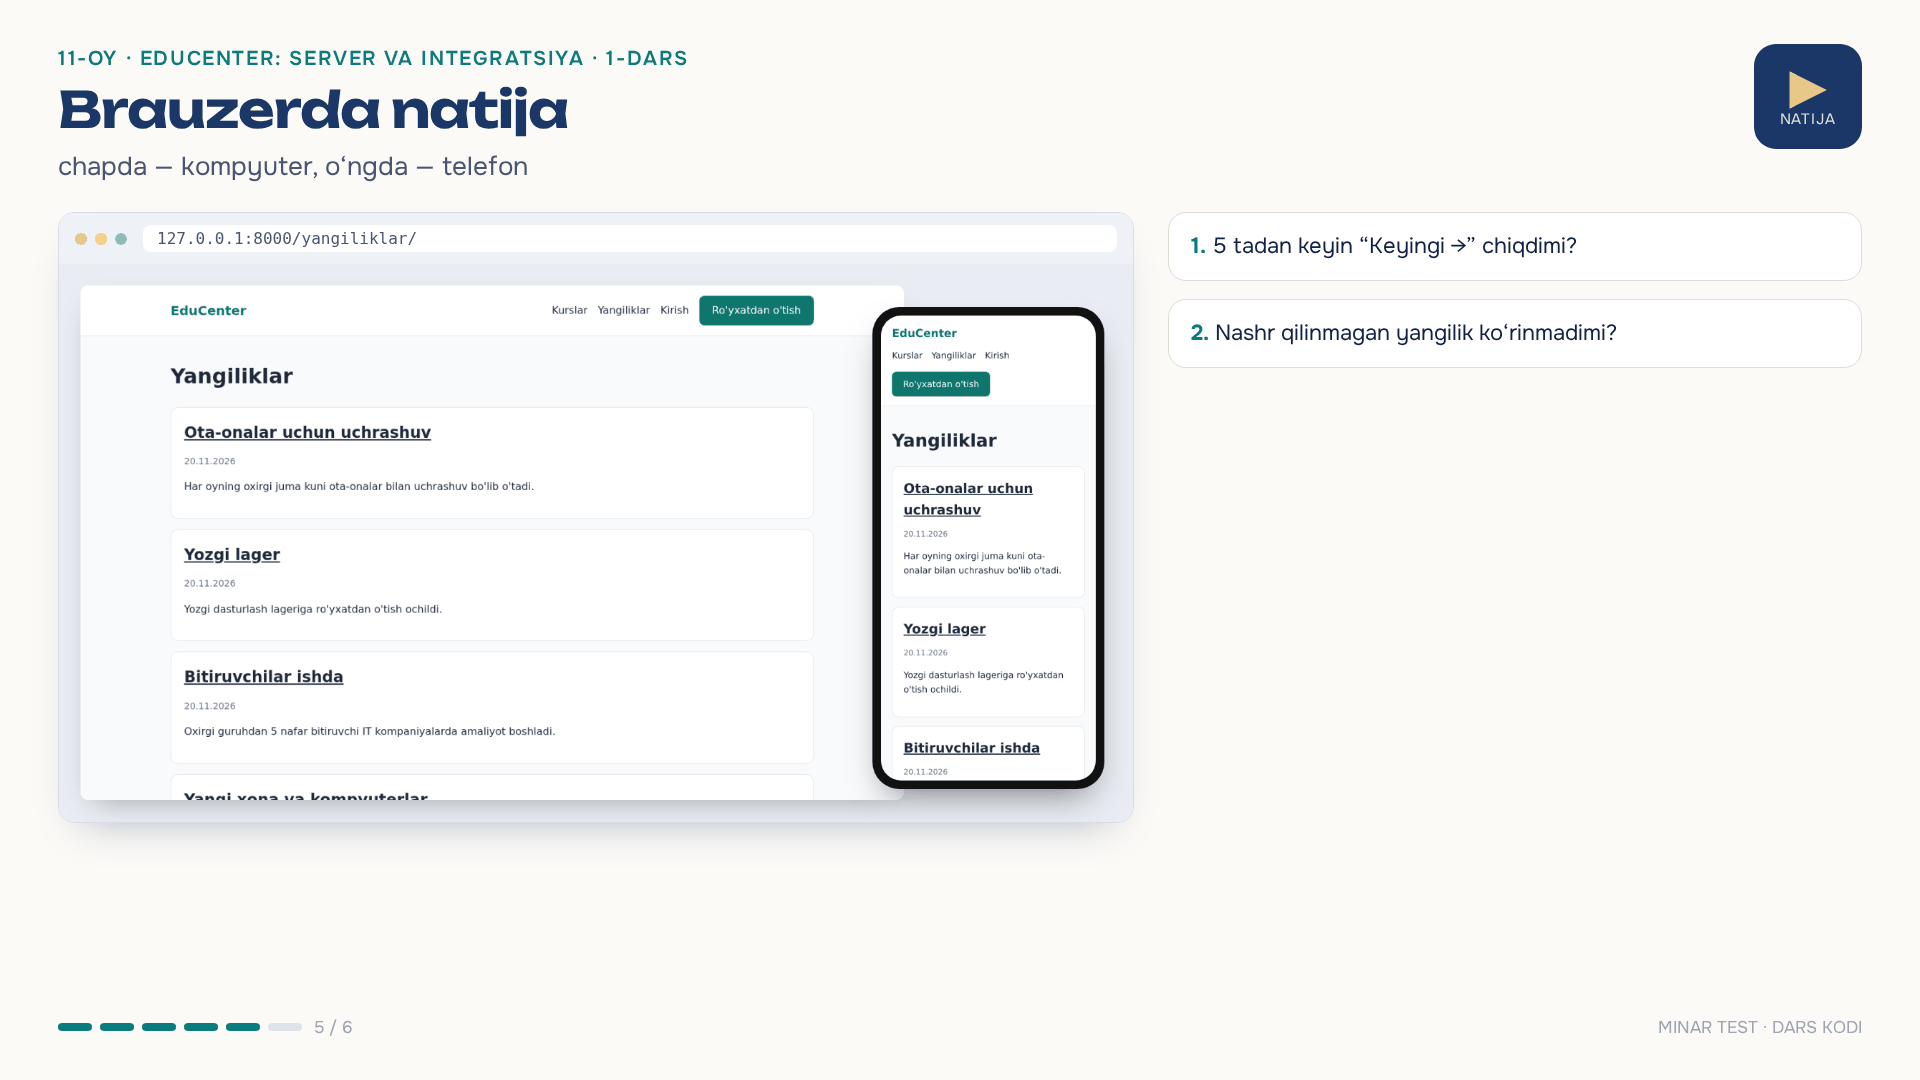 11-OY · EDUCENTER: SERVER VA INTEGRATSIYA · 1-DARS
Brauzerda natija
chapda — kompyuter, o‘ngda — telefon
NATIJA
127.0.0.1:8000/yangiliklar/
EduCenter
Kurslar Yangiliklar Kirish Ro'yxatdan o'tish
Yangiliklar
Ota-onalar uchun uchrashuv
20.11.2026
Har oyning oxirgi juma kuni ota-onalar bilan uchrashuv bo'lib o'tadi.
Yozgi lager
20.11.2026
Yozgi dasturlash lageriga ro'yxatdan o'tish ochildi.
Bitiruvchilar ishda
20.11.2026
Oxirgi guruhdan 5 nafar bitiruvchi IT kompaniyalarda amaliyot boshladi.
Yangi xona va kompyuterlar
EduCenter
Kurslar Yangiliklar Kirish
Ro'yxatdan o'tish
Yangiliklar
Ota-onalar uchun
uchrashuv
20.11.2026
Har oyning oxirgi juma kuni ota-
onalar bilan uchrashuv bo'lib o'tadi.
Yozgi lager
20.11.2026
Yozgi dasturlash lageriga ro'yxatdan
o'tish ochildi.
Bitiruvchilar ishda
20.11.2026
1. 5 tadan keyin “Keyingi →” chiqdimi?
2. Nashr qilinmagan yangilik ko‘rinmadimi?
5 / 6
MINAR TEST · DARS KODI